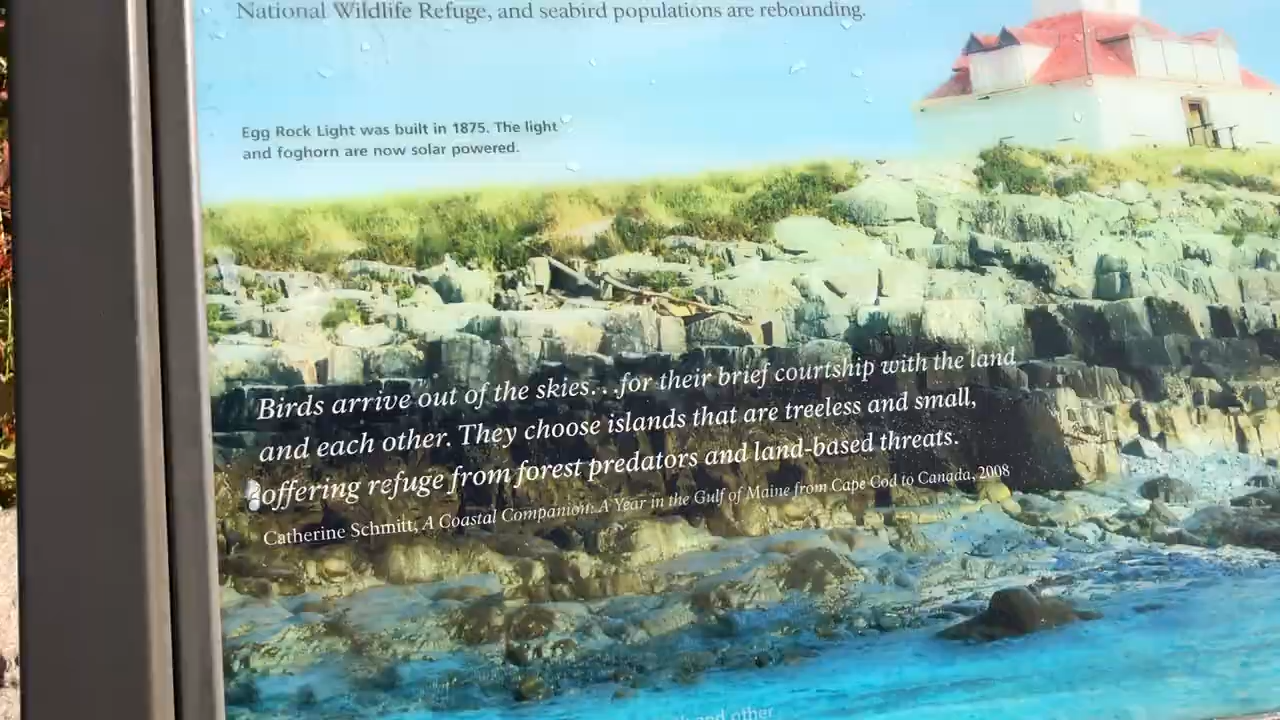 National Wildlife Refuge, and seabird populations are rebounding.
Egg Rock Light was built in 1875. The light
and foghorn are now solar powered.
Birds arrive out of the skies…for their brief courtship with the land
and each other. They choose islands that are treeless and small,
offering refuge from forest predators and land-based threats.
Catherine Schmitt, A Coastal Companion: A Year in the Gulf of Maine from Cape Cod to Canada, 2008
and other